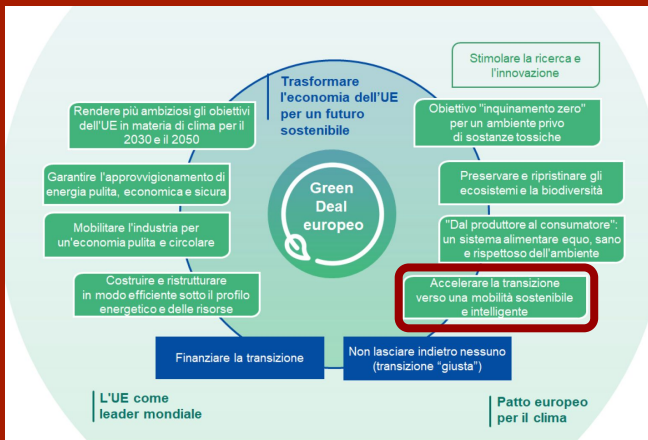 Trasformare
l'economia dell'UE
per un futuro
sostenibile
Stimolare la ricerca e
l'innovazione
Rendere più ambiziosi gli obiettivi
dell'UE in materia di clima per il
2030 e il 2050
Obiettivo "inquinamento zero"
per un ambiente privo
di sostanze tossiche
Garantire l'approvvigionamento di
energia pulita, economica e sicura
Preservare e ripristinare gli
ecosistemi e la biodiversità
Green
Deal
europeo
Mobilitare l'industria per
un'economia pulita e circolare
"Dal produttore al consumatore":
un sistema alimentare equo, sano
e rispettoso dell'ambiente
Costruire e ristrutturare
in modo efficiente sotto il profilo
energetico e delle risorse
Accelerare la transizione
verso una mobilità sostenibile
e intelligente
Finanziare la transizione
Non lasciare indietro nessuno
(transizione "giusta")
L'UE come
leader mondiale
Patto europeo
per il clima